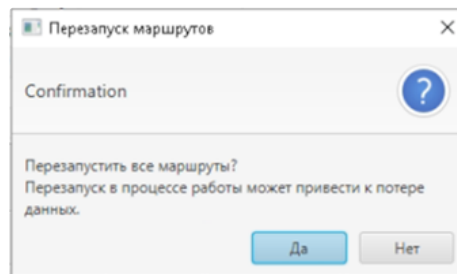 Перезапуск маршрутов
Confirmation
?
Перезапустить все маршруты?
Перезапуск в процессе работы может привести к потере
данных.
Да Нет